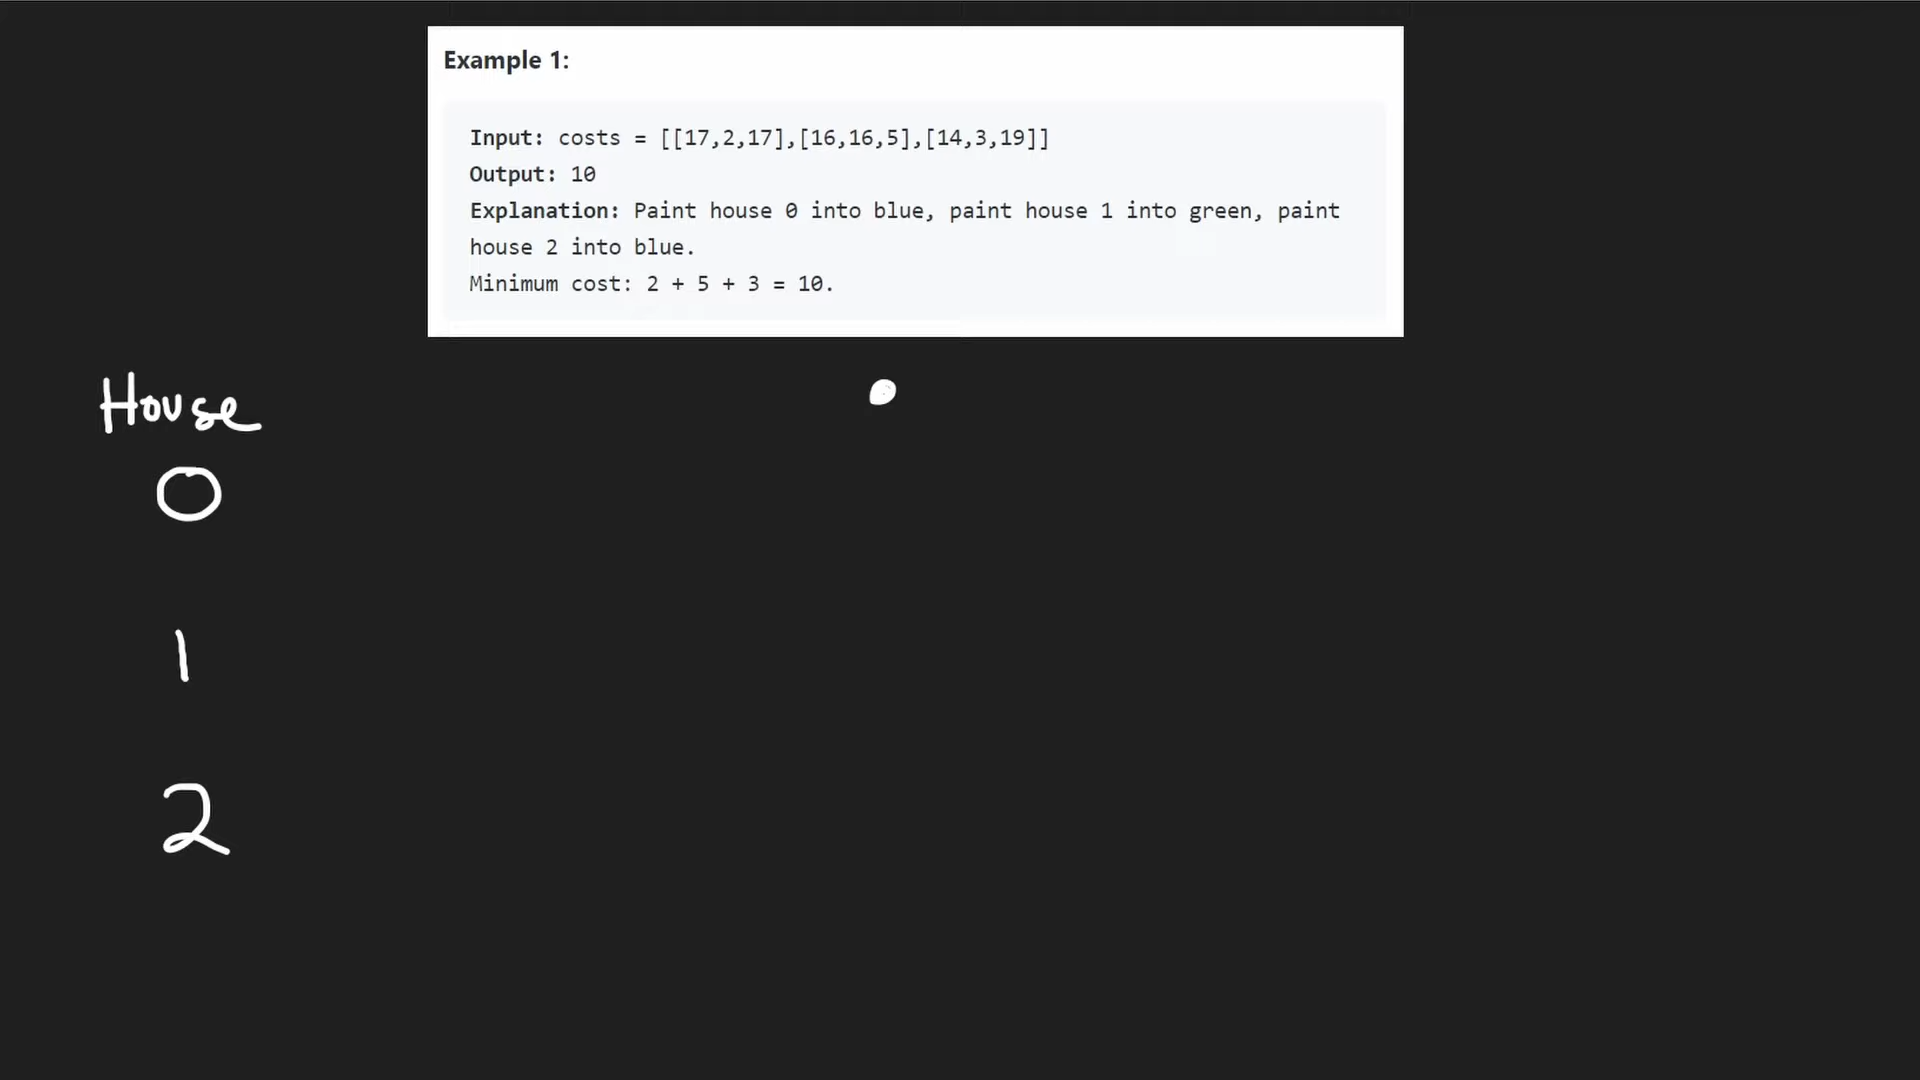 Example 1:
Input: costs = [[17,2,17],[16,16,5],[14,3,19]]
Output: 10
Explanation: Paint house 0 into blue, paint house 1 into green, paint
house 2 into blue.
Minimum cost: 2 + 5 + 3 = 10.
House
0
1
2